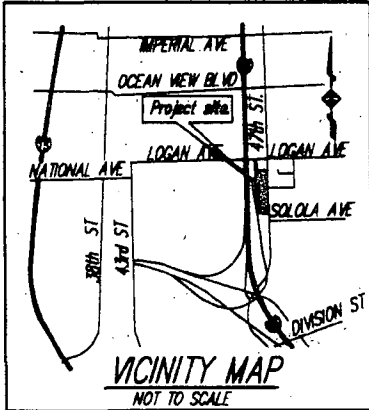 IMPERIAL AVE
OCEAN VIEW BLVD
Project site
47th ST.
LOGAN AVE
LOGAN AVE
NATIONAL AVE
SOLOLA AVE
38th ST
43rd ST
DIVISION ST
VICINITY MAP
NOT TO SCALE